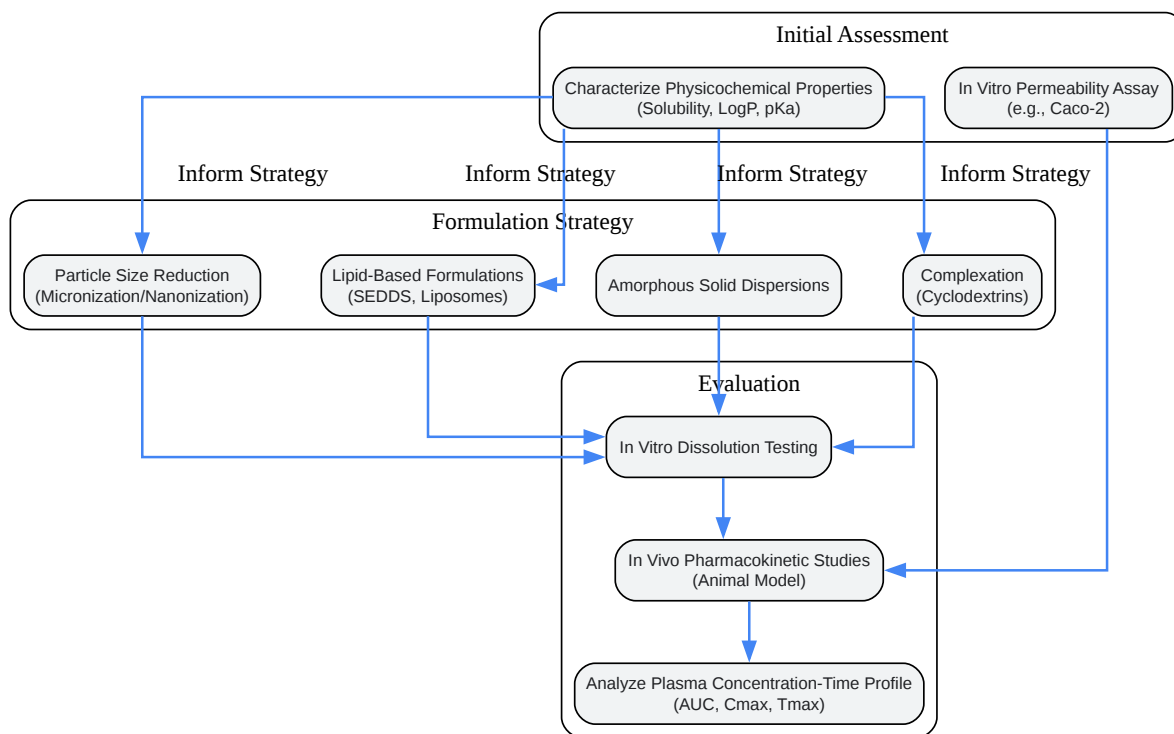 Initial Assessment
Characterize Physicochemical Properties
(Solubility, LogP, pKa)
In Vitro Permeability Assay
(e.g., Caco-2)
Inform Strategy
Inform Strategy
Inform Strategy
Inform Strategy
Formulation Strategy
Particle Size Reduction
(Micronization/Nanonization)
Lipid-Based Formulations
(SEDDS, Liposomes)
Amorphous Solid Dispersions
Complexation
(Cyclodextrins)
Evaluation
In Vitro Dissolution Testing
In Vivo Pharmacokinetic Studies
(Animal Model)
Analyze Plasma Concentration-Time Profile
(AUC, Cmax, Tmax)